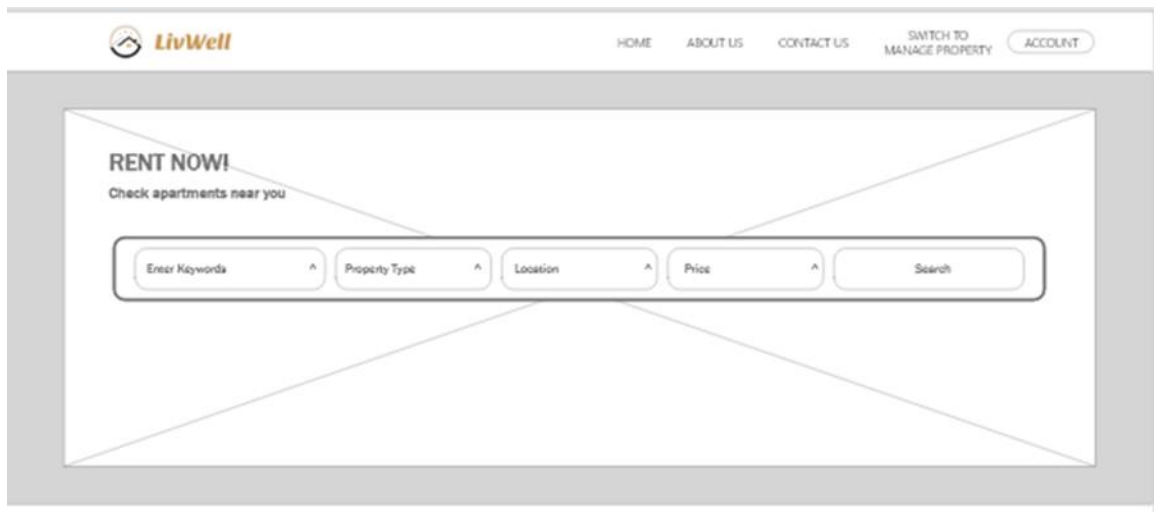 LivWell
HOME ABOUT US CONTACT US SWITCH TO MANAGE PROPERTY ACCOUNT
RENT NOW!
Check apartments near you
Enter Keywords ^ Property Type ^ Location ^ Price ^ Search